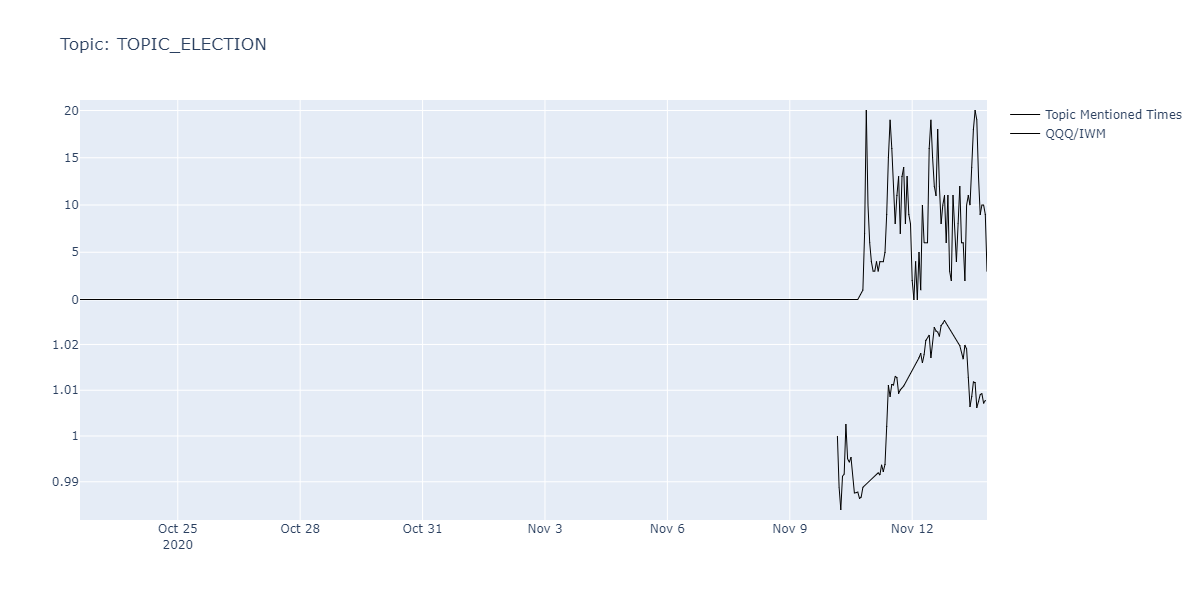 Topic: TOPIC_ELECTION
20
15
10
5
0
1.02
1.01
1
0.99
Oct 25
2020
Oct 28
Oct 31
Nov 3
Nov 6
Nov 9
Nov 12
Topic Mentioned Times
QQQ/IWM